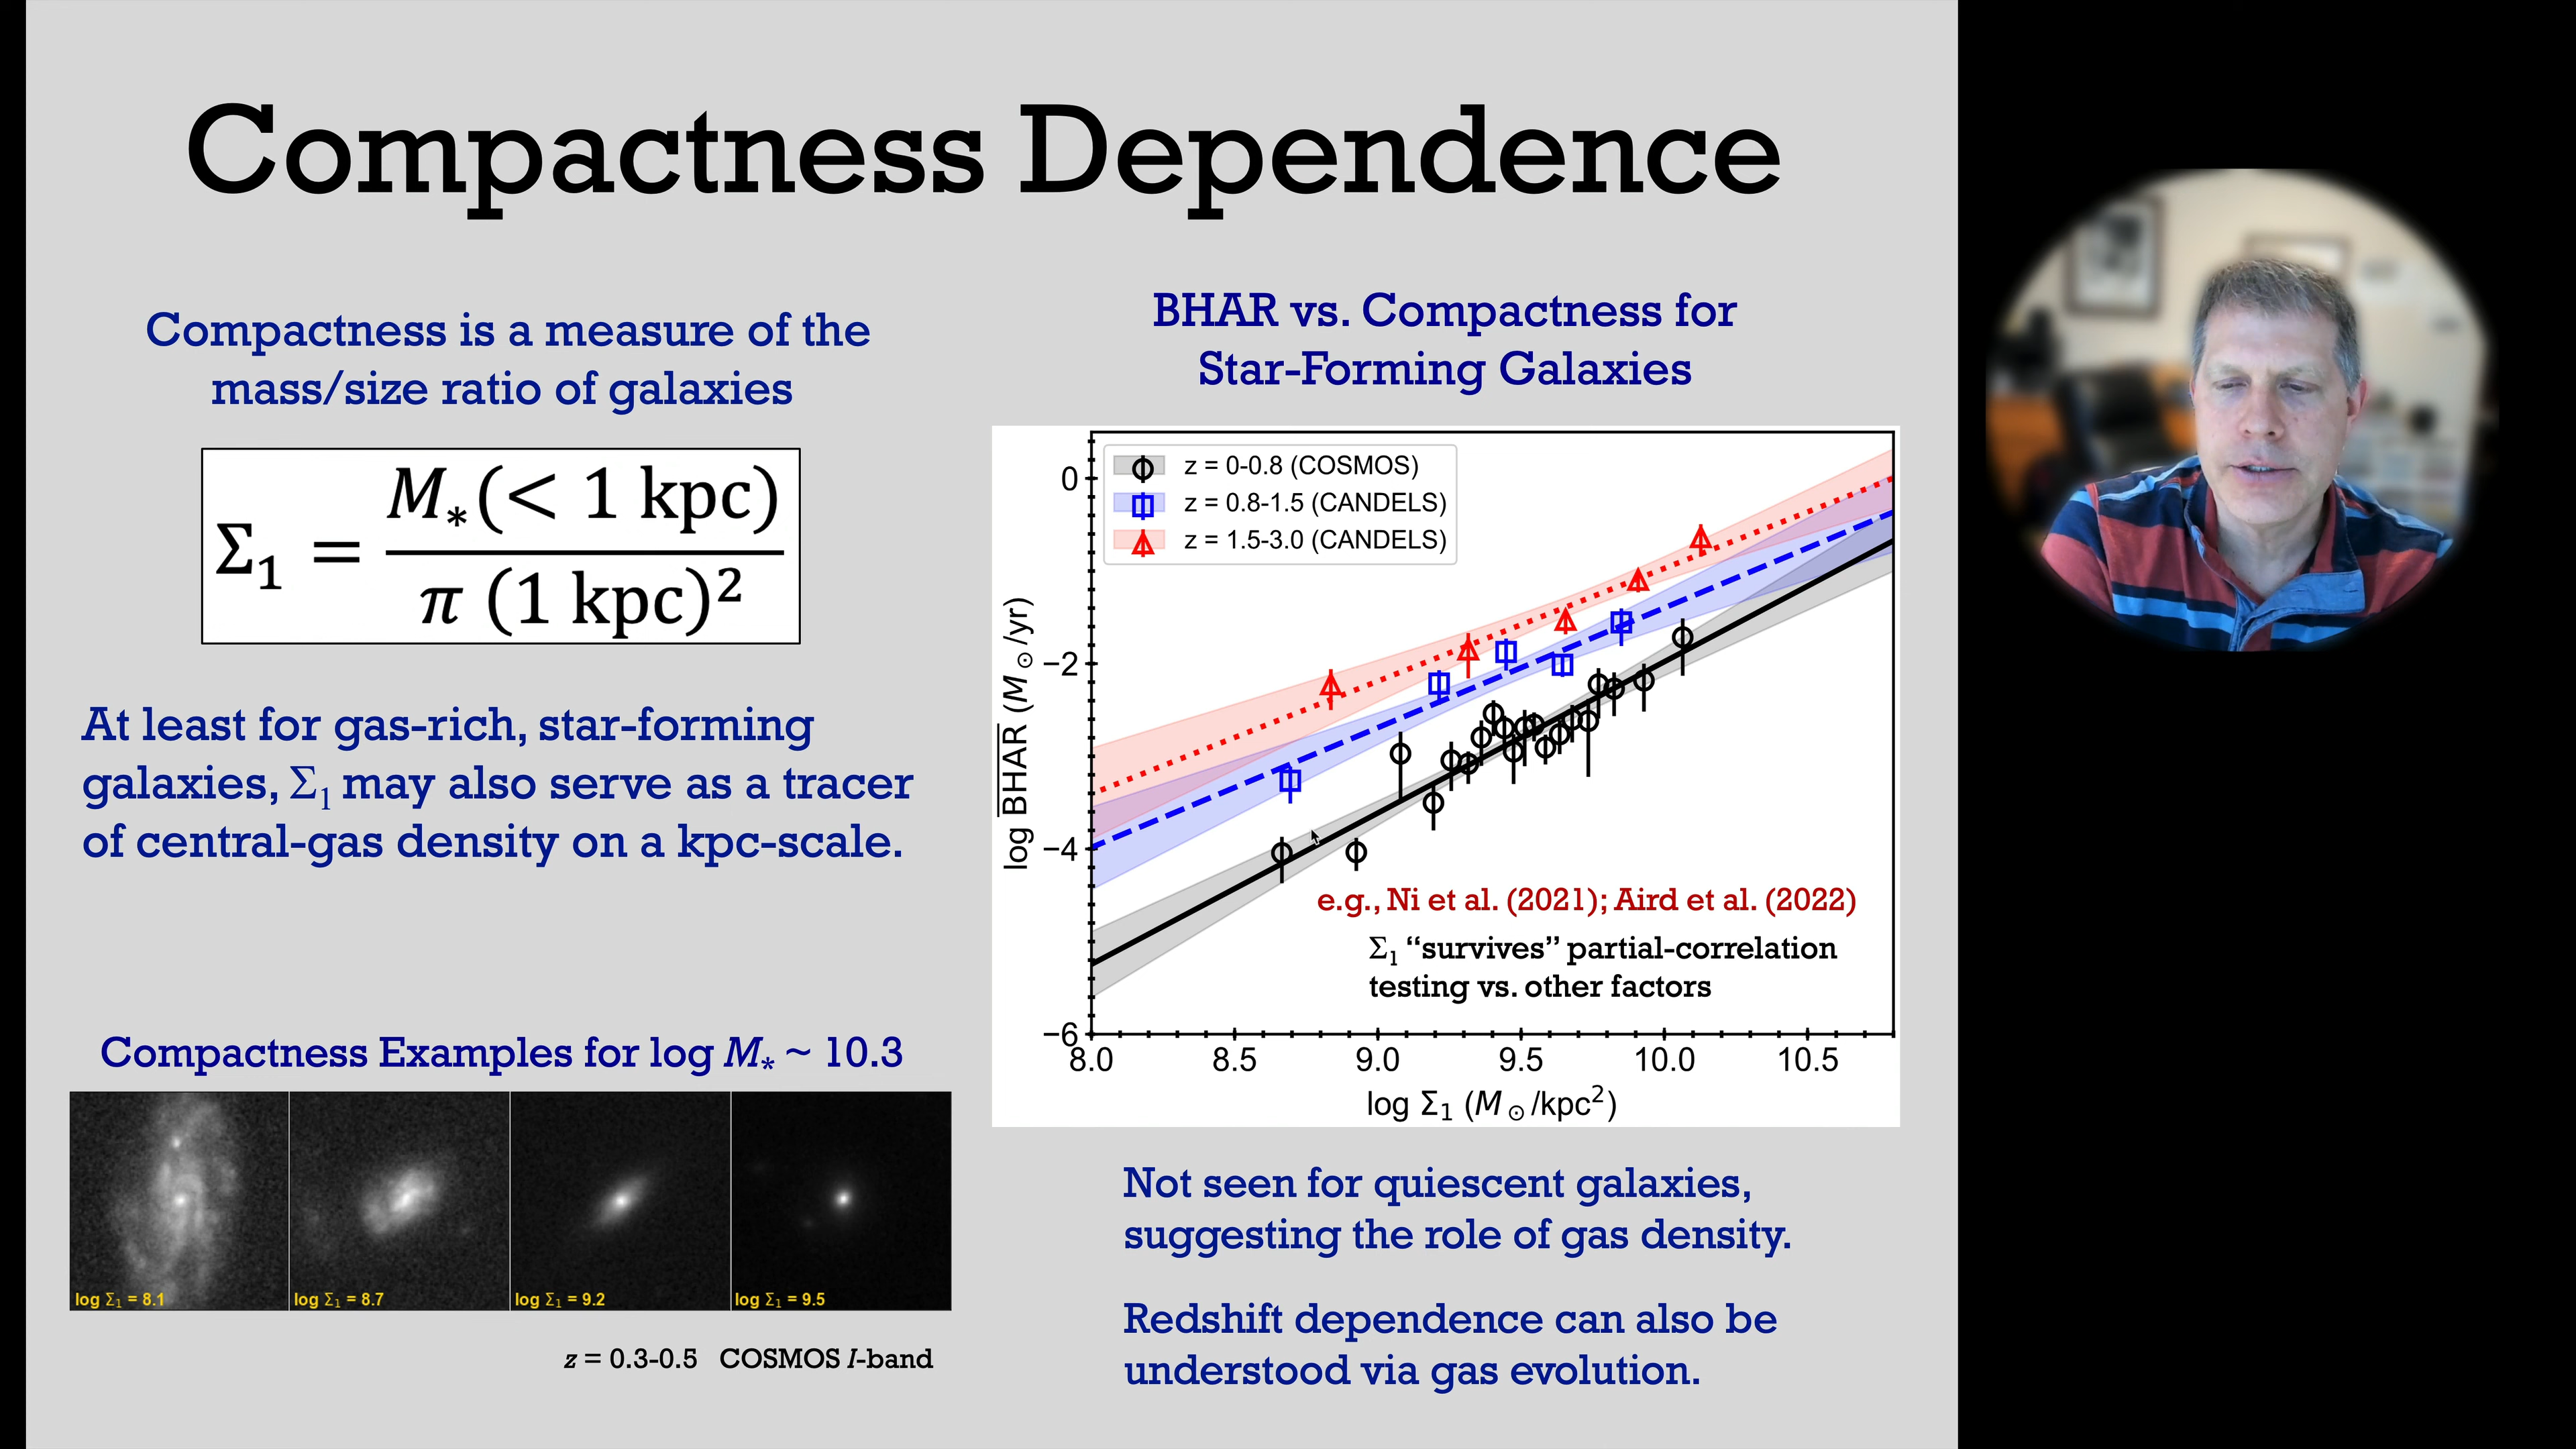 Compactness Dependence
Compactness is a measure of the
mass/size ratio of galaxies
Σ₁ = M*(< 1 kpc) / π (1 kpc)²
At least for gas-rich, star-forming
galaxies, Σ₁ may also serve as a tracer
of central-gas density on a kpc-scale.
Compactness Examples for log M* ~ 10.3
log Σ₁ = 8.1
log Σ₁ = 8.7
log Σ₁ = 9.2
log Σ₁ = 9.5
z = 0.3-0.5 COSMOS I-band
BHAR vs. Compactness for
Star-Forming Galaxies
z = 0-0.8 (COSMOS)
z = 0.8-1.5 (CANDELS)
z = 1.5-3.0 (CANDELS)
0
−2
−4
−6
log B̅H̅A̅R̅ (M☉/yr)
e.g., Ni et al. (2021); Aird et al. (2022)
Σ₁ “survives” partial-correlation
testing vs. other factors
8.0 8.5 9.0 9.5 10.0 10.5
log Σ₁ (M☉/kpc²)
Not seen for quiescent galaxies,
suggesting the role of gas density.
Redshift dependence can also be
understood via gas evolution.